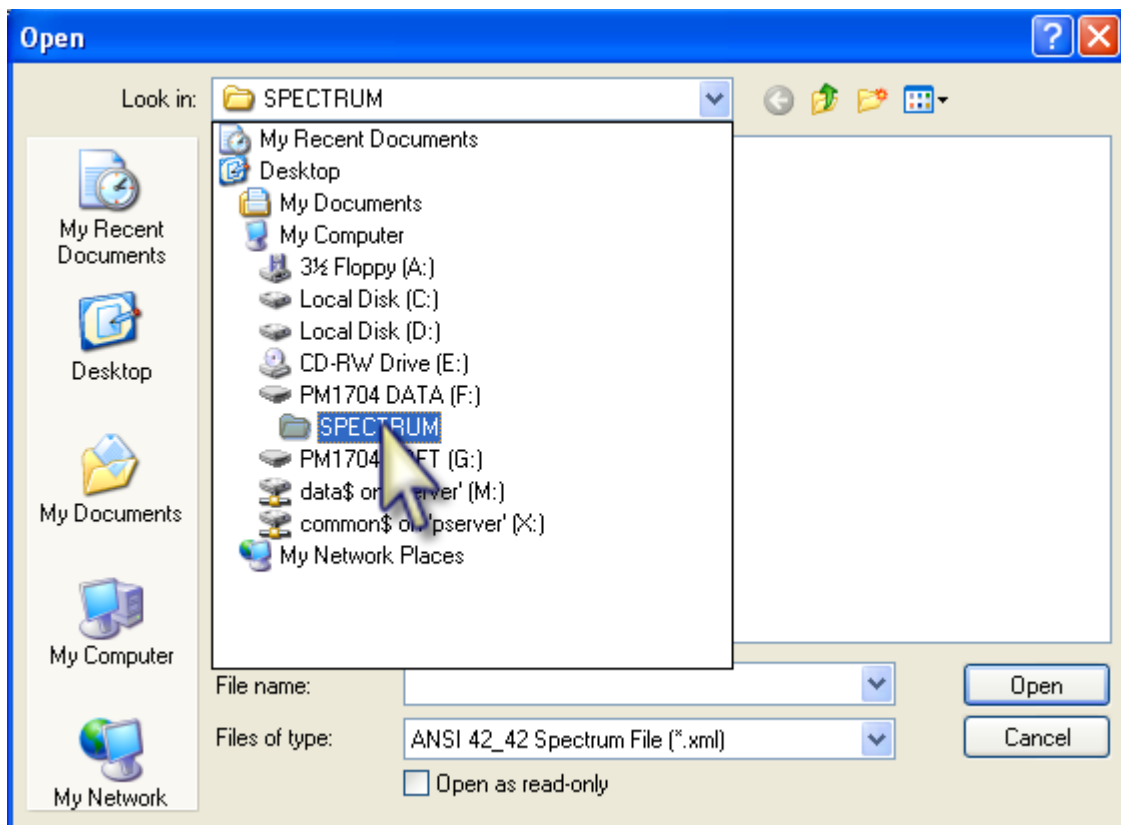 Open
Look in:
SPECTRUM
My Recent Documents
Desktop
My Documents
My Computer
3½ Floppy (A:)
Local Disk (C:)
Local Disk (D:)
CD-RW Drive (E:)
PM1704 DATA (F:)
SPECTRUM
PM1704 (G:)
data$ on (M:)
common$ on 'pserver' (X:)
My Network Places
My Recent
Documents
Desktop
My Documents
My Computer
My Network
File name:
Open
Files of type:
ANSI 42_42 Spectrum File (*.xml)
Cancel
Open as read-only